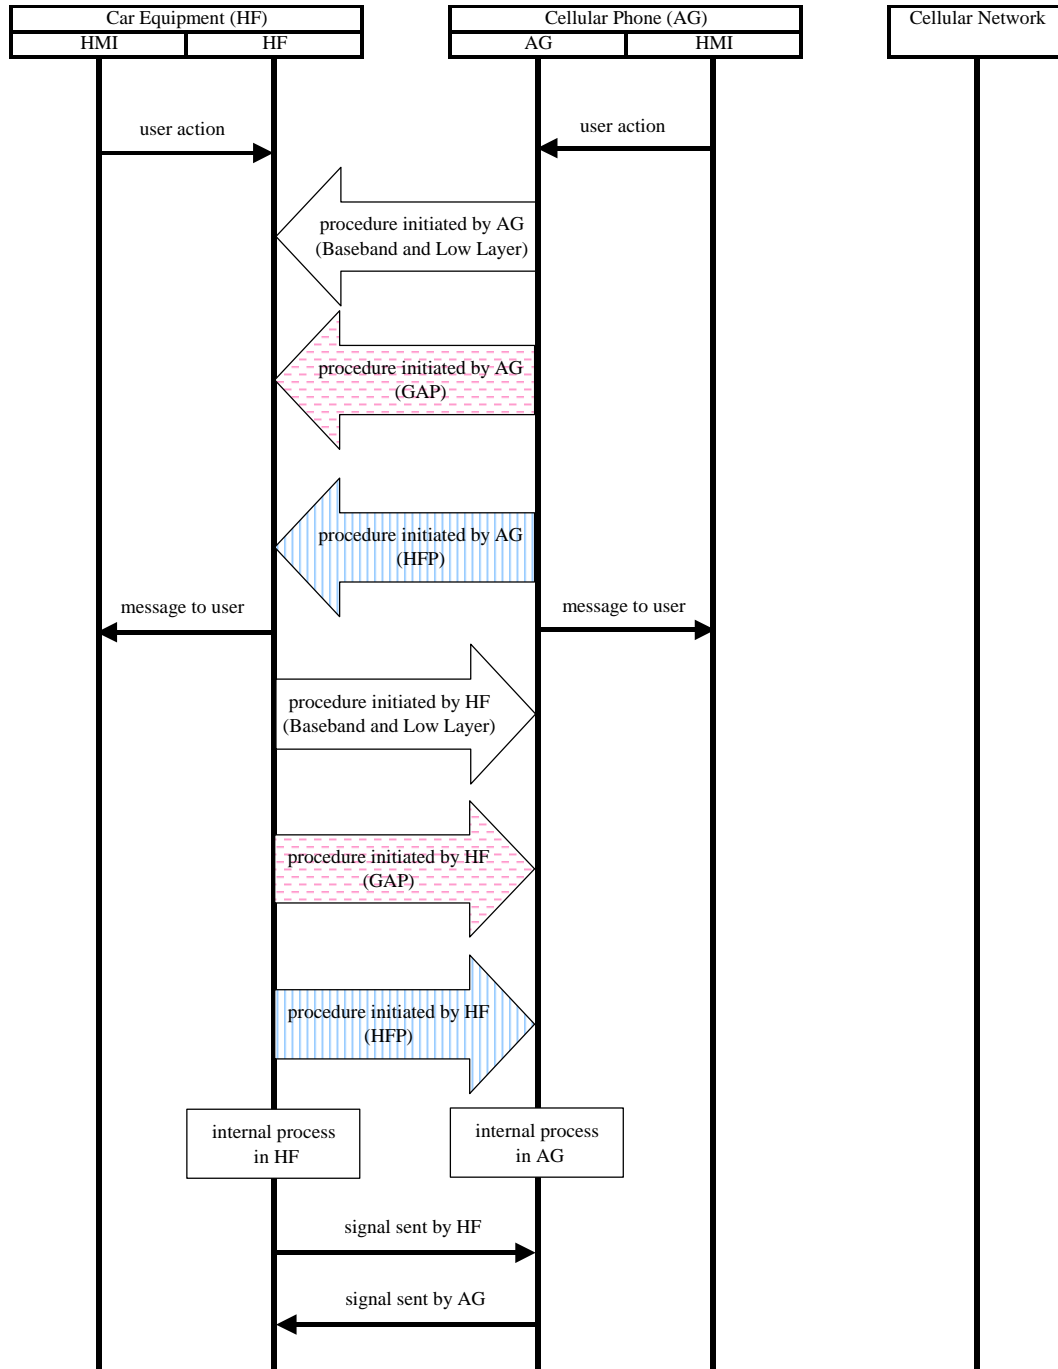 Car Equipment (HF)
Cellular Phone (AG)
Cellular Network
HMI
HF
AG
HMI
user action
user action
procedure initiated by AG
(Baseband and Low Layer)
procedure initiated by AG
(GAP)
procedure initiated by AG
(HFP)
message to user
message to user
procedure initiated by HF
(Baseband and Low Layer)
procedure initiated by HF
(GAP)
procedure initiated by HF
(HFP)
internal process
in HF
internal process
in AG
signal sent by HF
signal sent by AG